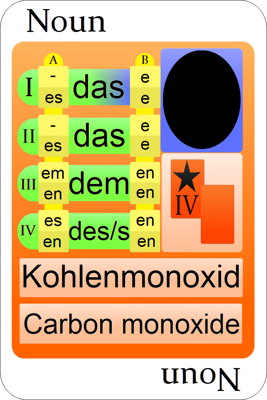 Noun
A B
I - es das e e
II - es das e e
III em en dem en en
IV es en des/s en en
IV
Kohlenmonoxid
Carbon monoxide
Noun